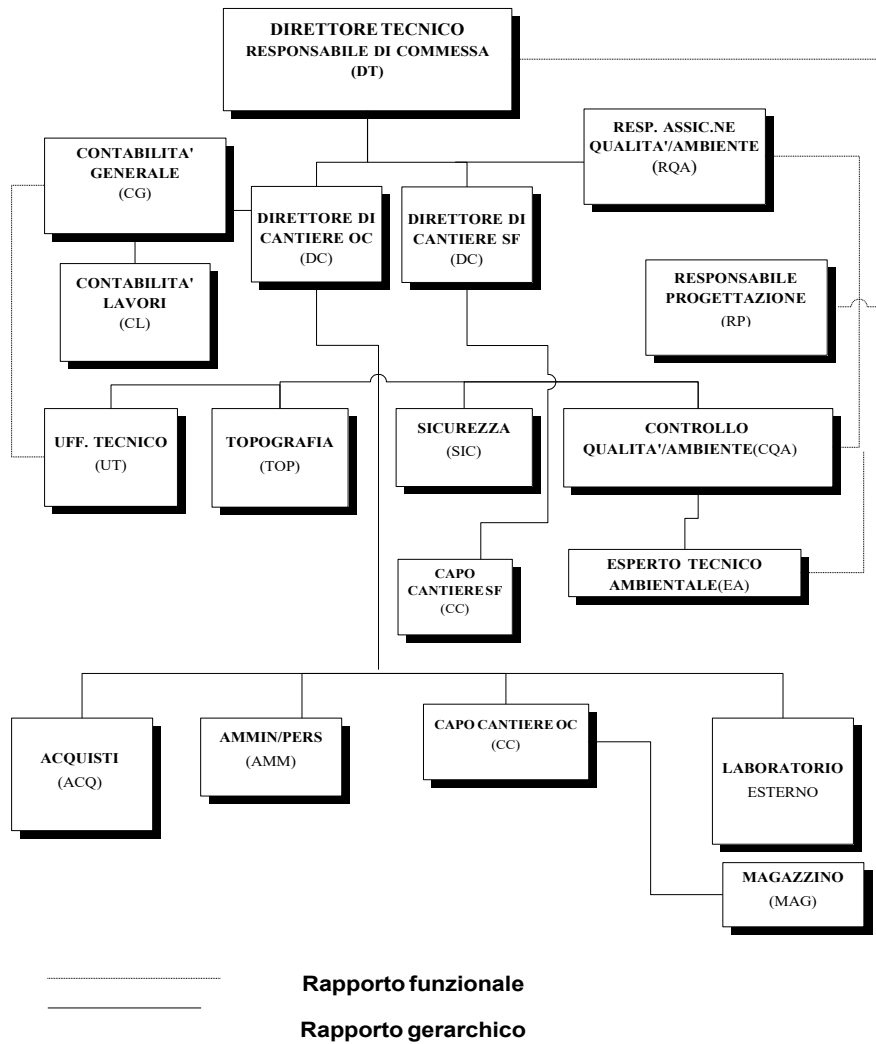 DIRETTORE TECNICO
RESPONSABILE DI COMMESSA
(DT)
RESP. ASSIC.NE
QUALITA'/AMBIENTE
(RQA)
CONTABILITA'
GENERALE
(CG)
DIRETTORE DI
CANTIERE OC
(DC)
DIRETTORE DI
CANTIERE SF
(DC)
CONTABILITA'
LAVORI
(CL)
RESPONSABILE
PROGETTAZIONE
(RP)
UFF. TECNICO
(UT)
TOPOGRAFIA
(TOP)
SICUREZZA
(SIC)
CONTROLLO
QUALITA'/AMBIENTE(CQA)
CAPO
CANTIERE SF
(CC)
ESPERTO TECNICO
AMBIENTALE(EA)
ACQUISTI
(ACQ)
AMMIN/PERS
(AMM)
CAPO CANTIERE OC
(CC)
LABORATORIO
ESTERNO
MAGAZZINO
(MAG)
Rapporto funzionale
Rapporto gerarchico